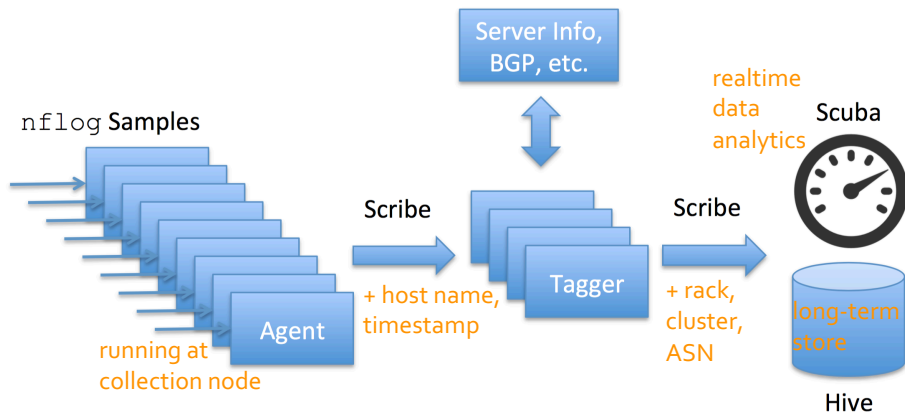 Server Info,
BGP, etc.
realtime
data
analytics
Scuba
nflog Samples
Scribe
Scribe
Agent
Tagger
+ host name,
timestamp
+ rack,
cluster,
ASN
long-term
store
running at
collection node
Hive